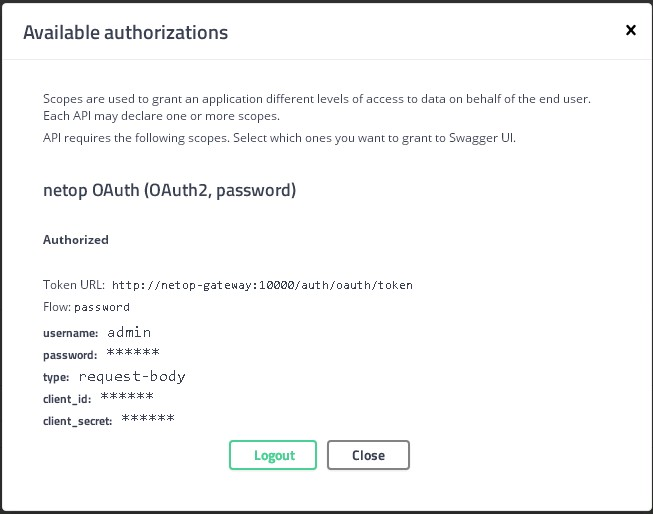 Available authorizations
x
Scopes are used to grant an application different levels of access to data on behalf of the end user.
Each API may declare one or more scopes.
API requires the following scopes. Select which ones you want to grant to Swagger UI.
netop OAuth (OAuth2, password)
Authorized
Token URL: http://netop-gateway:10000/auth/oauth/token
Flow: password
username: admin
password: ******
type: request-body
client_id: ******
client_secret: ******
Logout Close